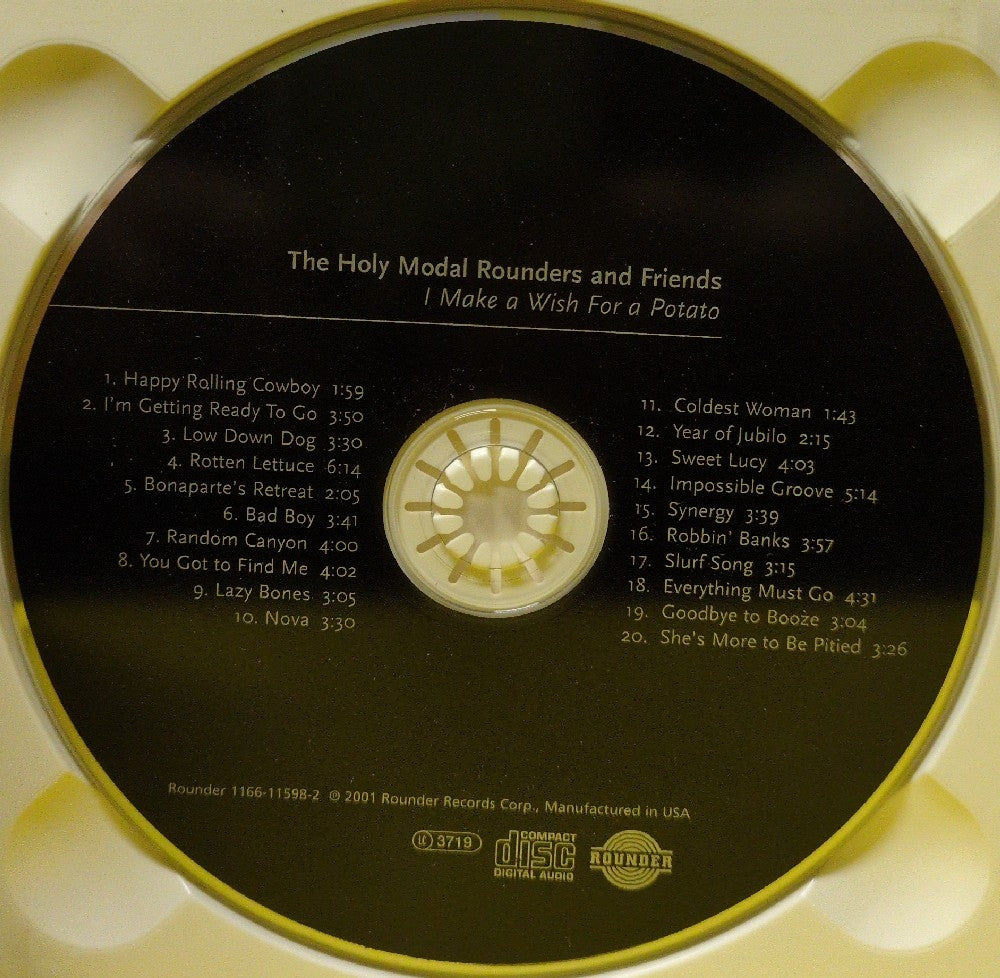 The Holy Modal Rounders and Friends
I Make a Wish For a Potato
1. Happy Rolling Cowboy 1:59
2. I'm Getting Ready To Go 3:50
3. Low Down Dog 3:30
4. Rotten Lettuce 6:14
5. Bonaparte's Retreat 2:05
6. Bad Boy 3:41
7. Random Canyon 4:00
8. You Got to Find Me 4:02
9. Lazy Bones 3:05
10. Nova 3:30
11. Coldest Woman 1:43
12. Year of Jubilo 2:15
13. Sweet Lucy 4:03
14. Impossible Groove 5:14
15. Synergy 3:39
16. Robbin' Banks 3:57
17. Slurf Song 3:15
18. Everything Must Go 4:31
19. Goodbye to Booze 3:04
20. She's More to Be Pitied 3:26
Rounder 1166-11598-2 ℗ © 2001 Rounder Records Corp., Manufactured in USA
LC 3719
COMPACT
disc
DIGITAL AUDIO
ROUNDER